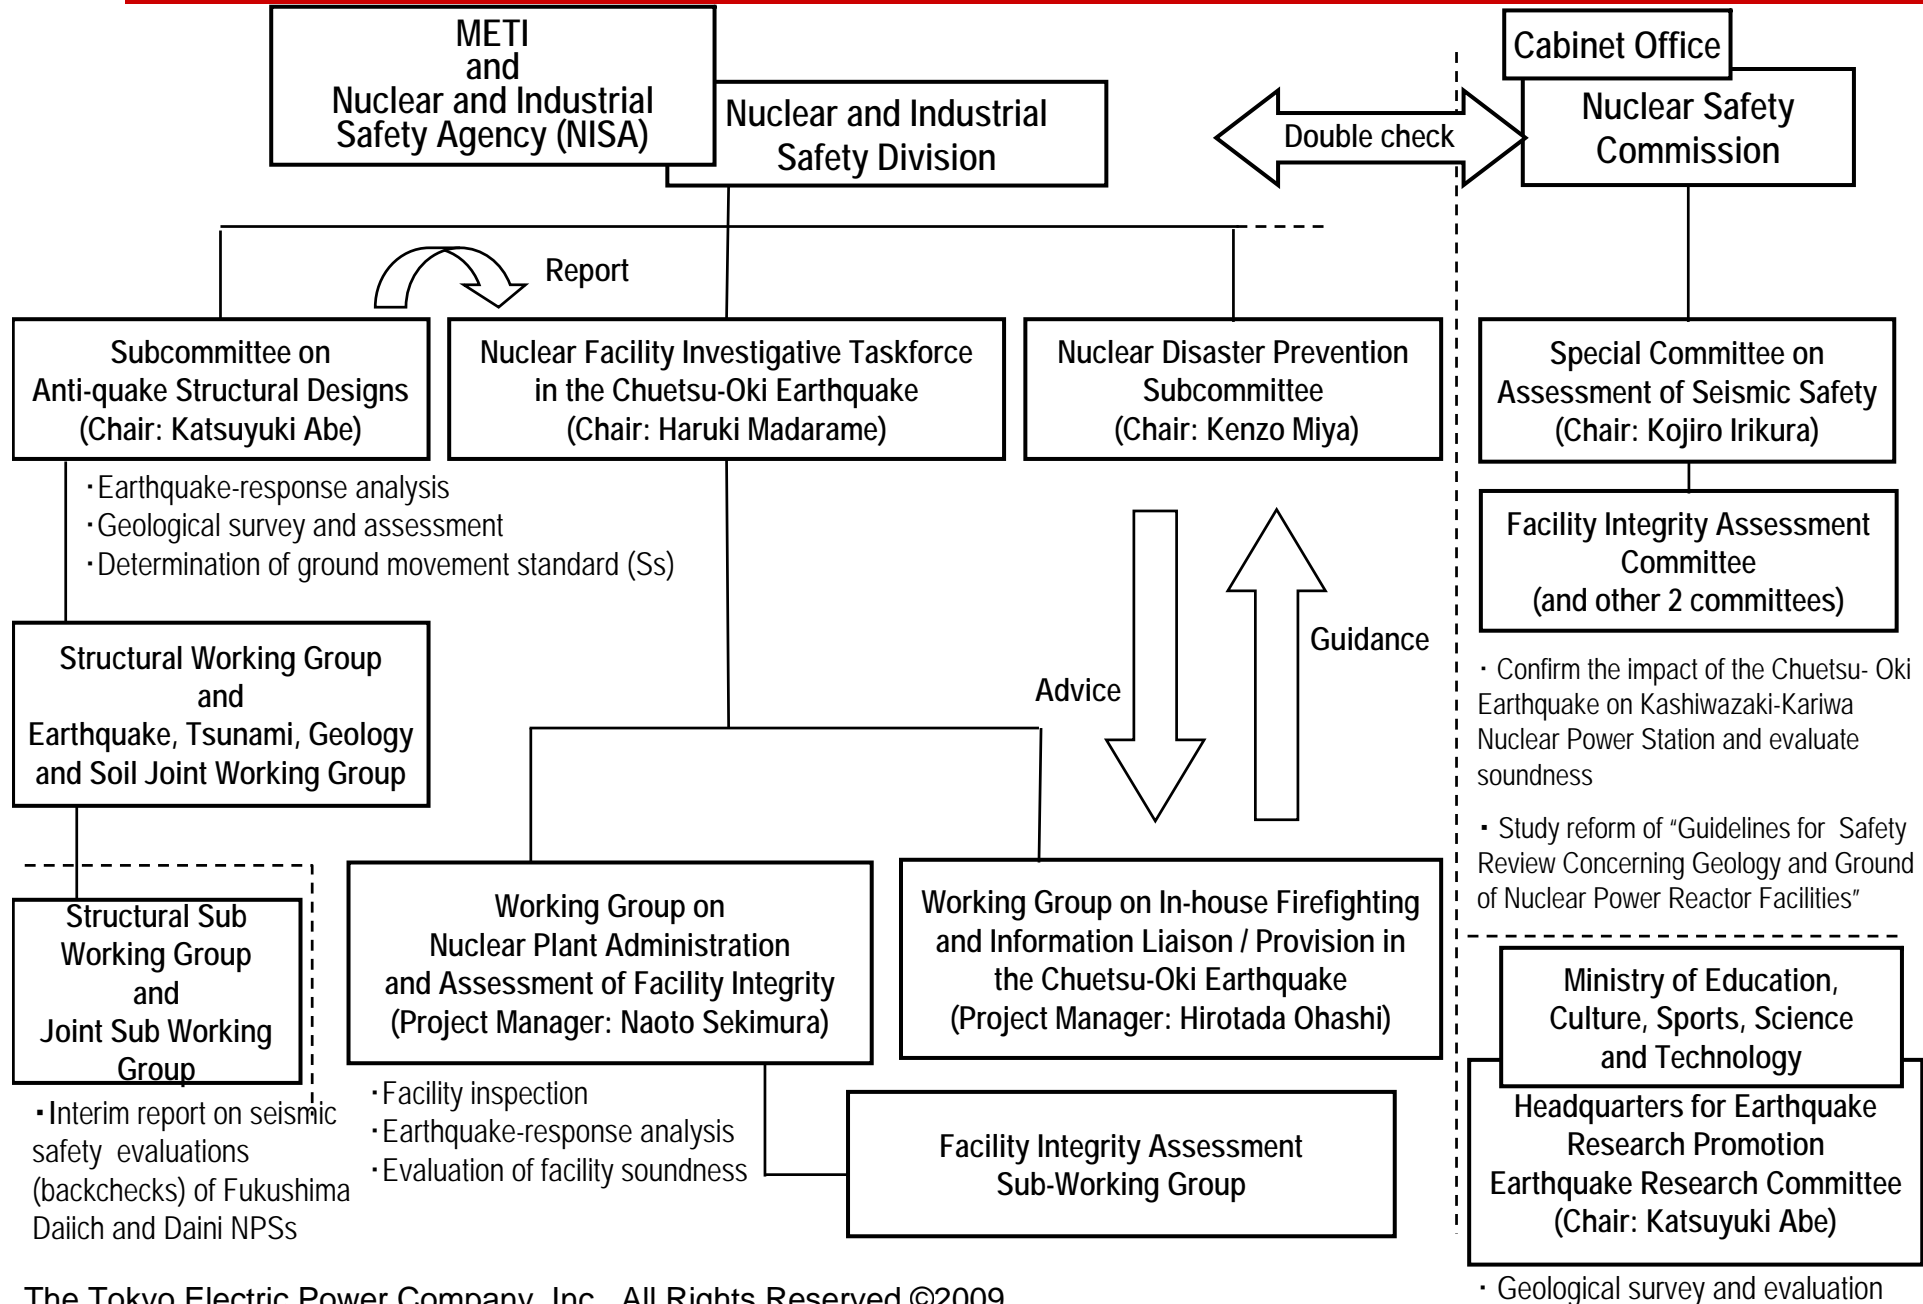 METI
and
Nuclear and Industrial
Safety Agency (NISA)
Nuclear and Industrial
Safety Division
Double check
Cabinet Office
Nuclear Safety
Commission
Report
Subcommittee on
Anti-quake Structural Designs
(Chair: Katsuyuki Abe)
Nuclear Facility Investigative Taskforce
in the Chuetsu-Oki Earthquake
(Chair: Haruki Madarame)
Nuclear Disaster Prevention
Subcommittee
(Chair: Kenzo Miya)
Special Committee on
Assessment of Seismic Safety
(Chair: Kojiro Irikura)
・Earthquake-response analysis
・Geological survey and assessment
・Determination of ground movement standard (Ss)
Facility Integrity Assessment
Committee
(and other 2 committees)
Structural Working Group
and
Earthquake, Tsunami, Geology
and Soil Joint Working Group
Advice
Guidance
・ Confirm the impact of the Chuetsu- Oki
Earthquake on Kashiwazaki-Kariwa
Nuclear Power Station and evaluate
soundness
・ Study reform of “Guidelines for Safety
Review Concerning Geology and Ground
of Nuclear Power Reactor Facilities”
Structural Sub
Working Group
and
Joint Sub Working
Group
Working Group on
Nuclear Plant Administration
and Assessment of Facility Integrity
(Project Manager: Naoto Sekimura)
Working Group on In-house Firefighting
and Information Liaison / Provision in
the Chuetsu-Oki Earthquake
(Project Manager: Hirotada Ohashi)
Ministry of Education,
Culture, Sports, Science
and Technology
Headquarters for Earthquake
Research Promotion
Earthquake Research Committee
(Chair: Katsuyuki Abe)
・Interim report on seismic
safety evaluations
(backchecks) of Fukushima
Daiich and Daini NPSs
・Facility inspection
・Earthquake-response analysis
・Evaluation of facility soundness
Facility Integrity Assessment
Sub-Working Group
・ Geological survey and evaluation
The Tokyo Electric Power Company, Inc. All Rights Reserved ©2009